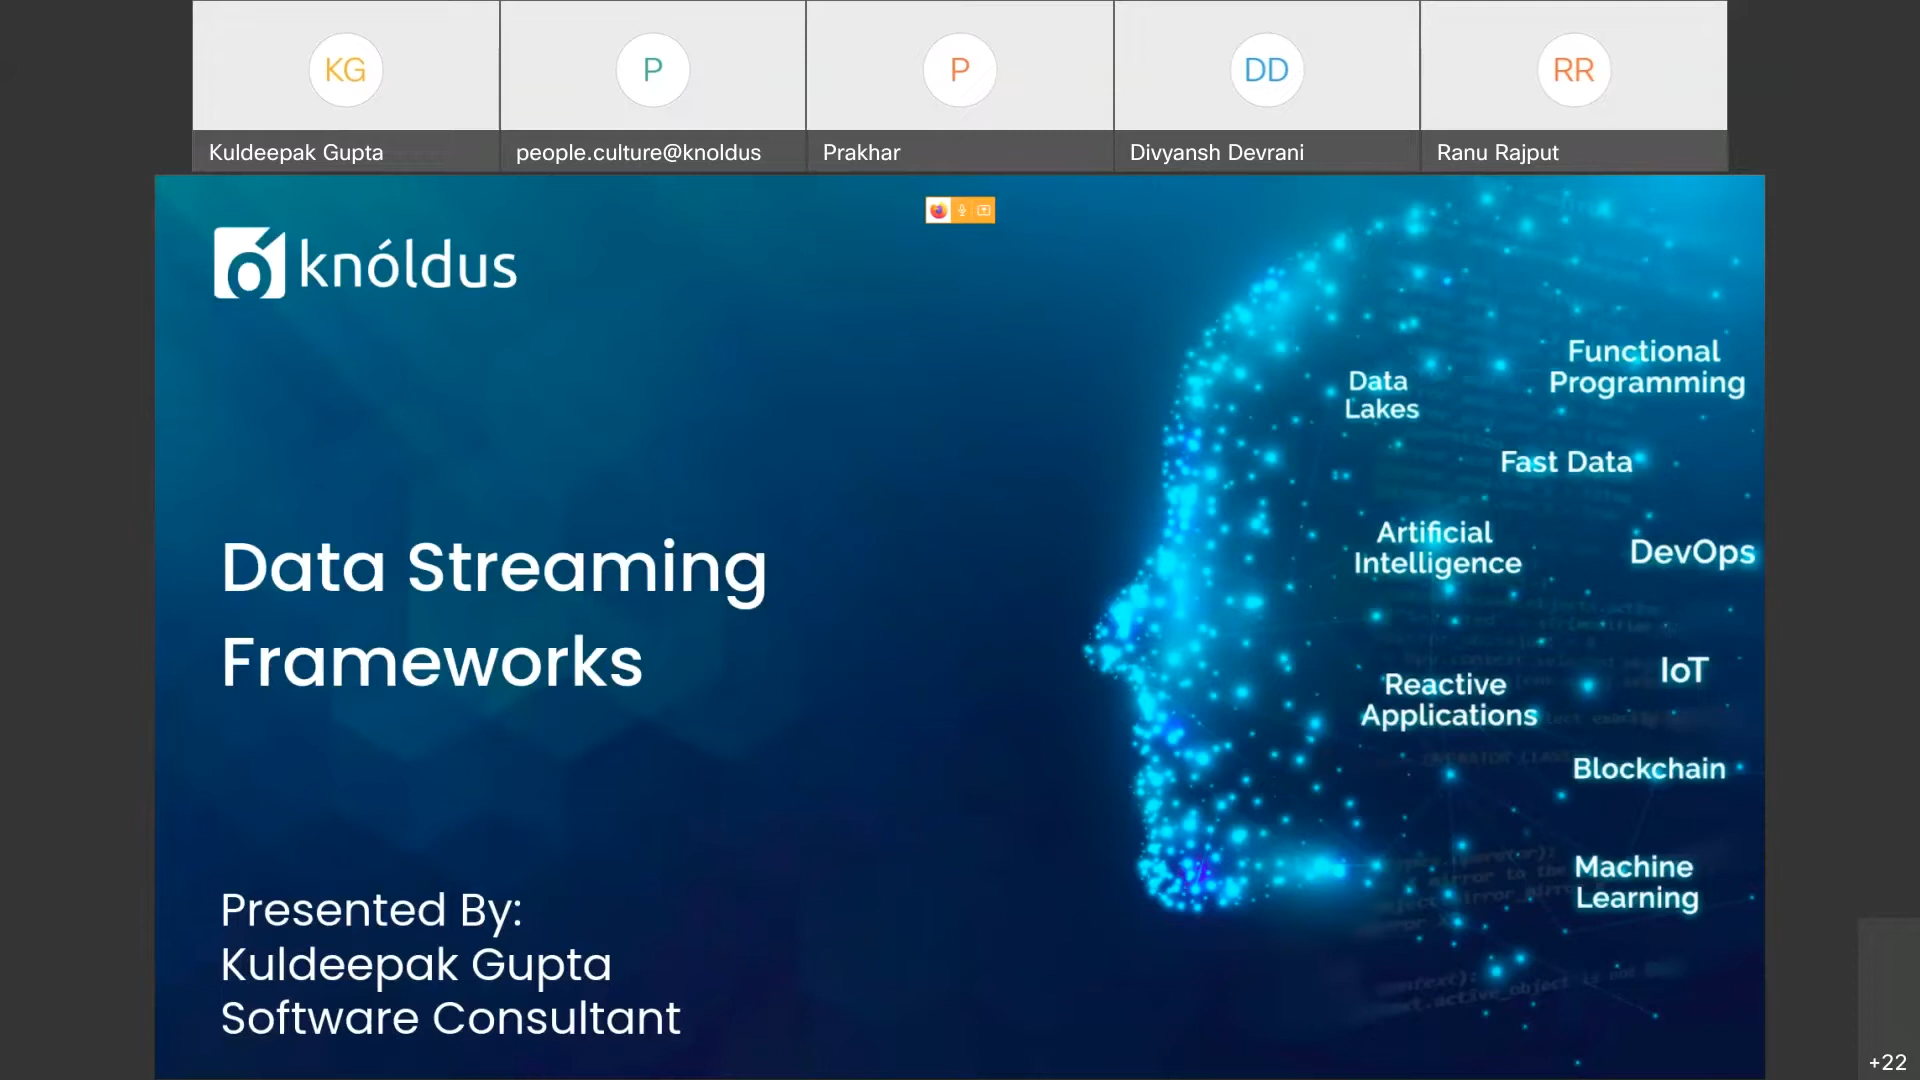 KG
P
P
DD
RR
Kuldeepak Gupta
people.culture@knoldus
Prakhar
Divyansh Devrani
Ranu Rajput
knóldus
Functional
Programming
Data
Lakes
Fast Data
Artificial
Intelligence
DevOps
Data Streaming
Frameworks
IoT
Reactive
Applications
Blockchain
Machine
Learning
Presented By:
Kuldeepak Gupta
Software Consultant
+22